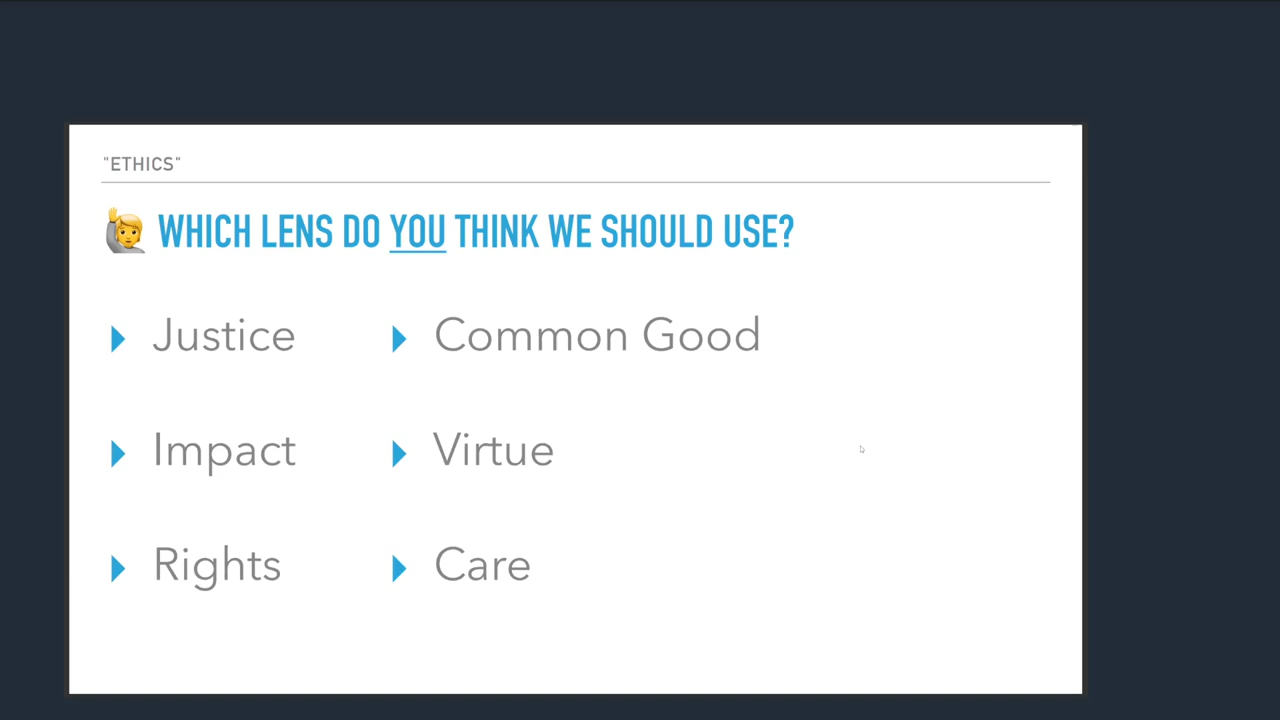 "ETHICS"
WHICH LENS DO YOU THINK WE SHOULD USE?
Justice
Impact
Rights
Common Good
Virtue
Care